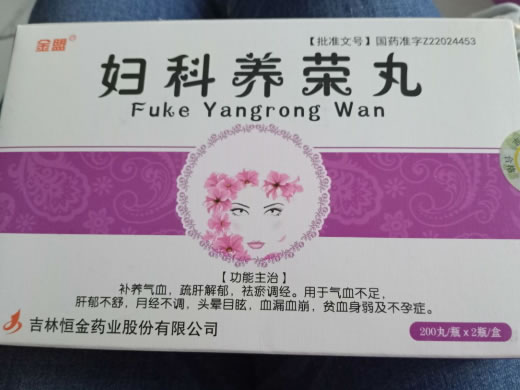 金盟®
【批准文号】国药准字Z22024453
妇科养荣丸
Fuke Yangrong Wan
【功能主治】
补养气血，疏肝解郁，祛瘀调经。用于气血不足，
肝郁不舒，月经不调，头晕目眩，血漏血崩，贫血身弱及不孕症。
吉林恒金药业股份有限公司
200丸/瓶x2瓶/盒